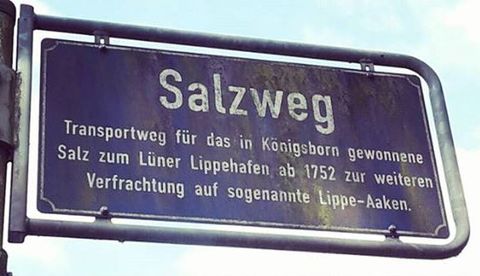 Salzweg
Transportweg für das in Königsborn gewonnene
Salz zum Lüner Lippehafen ab 1752 zur weiteren
Verfrachtung auf sogenannte Lippe-Aaken.